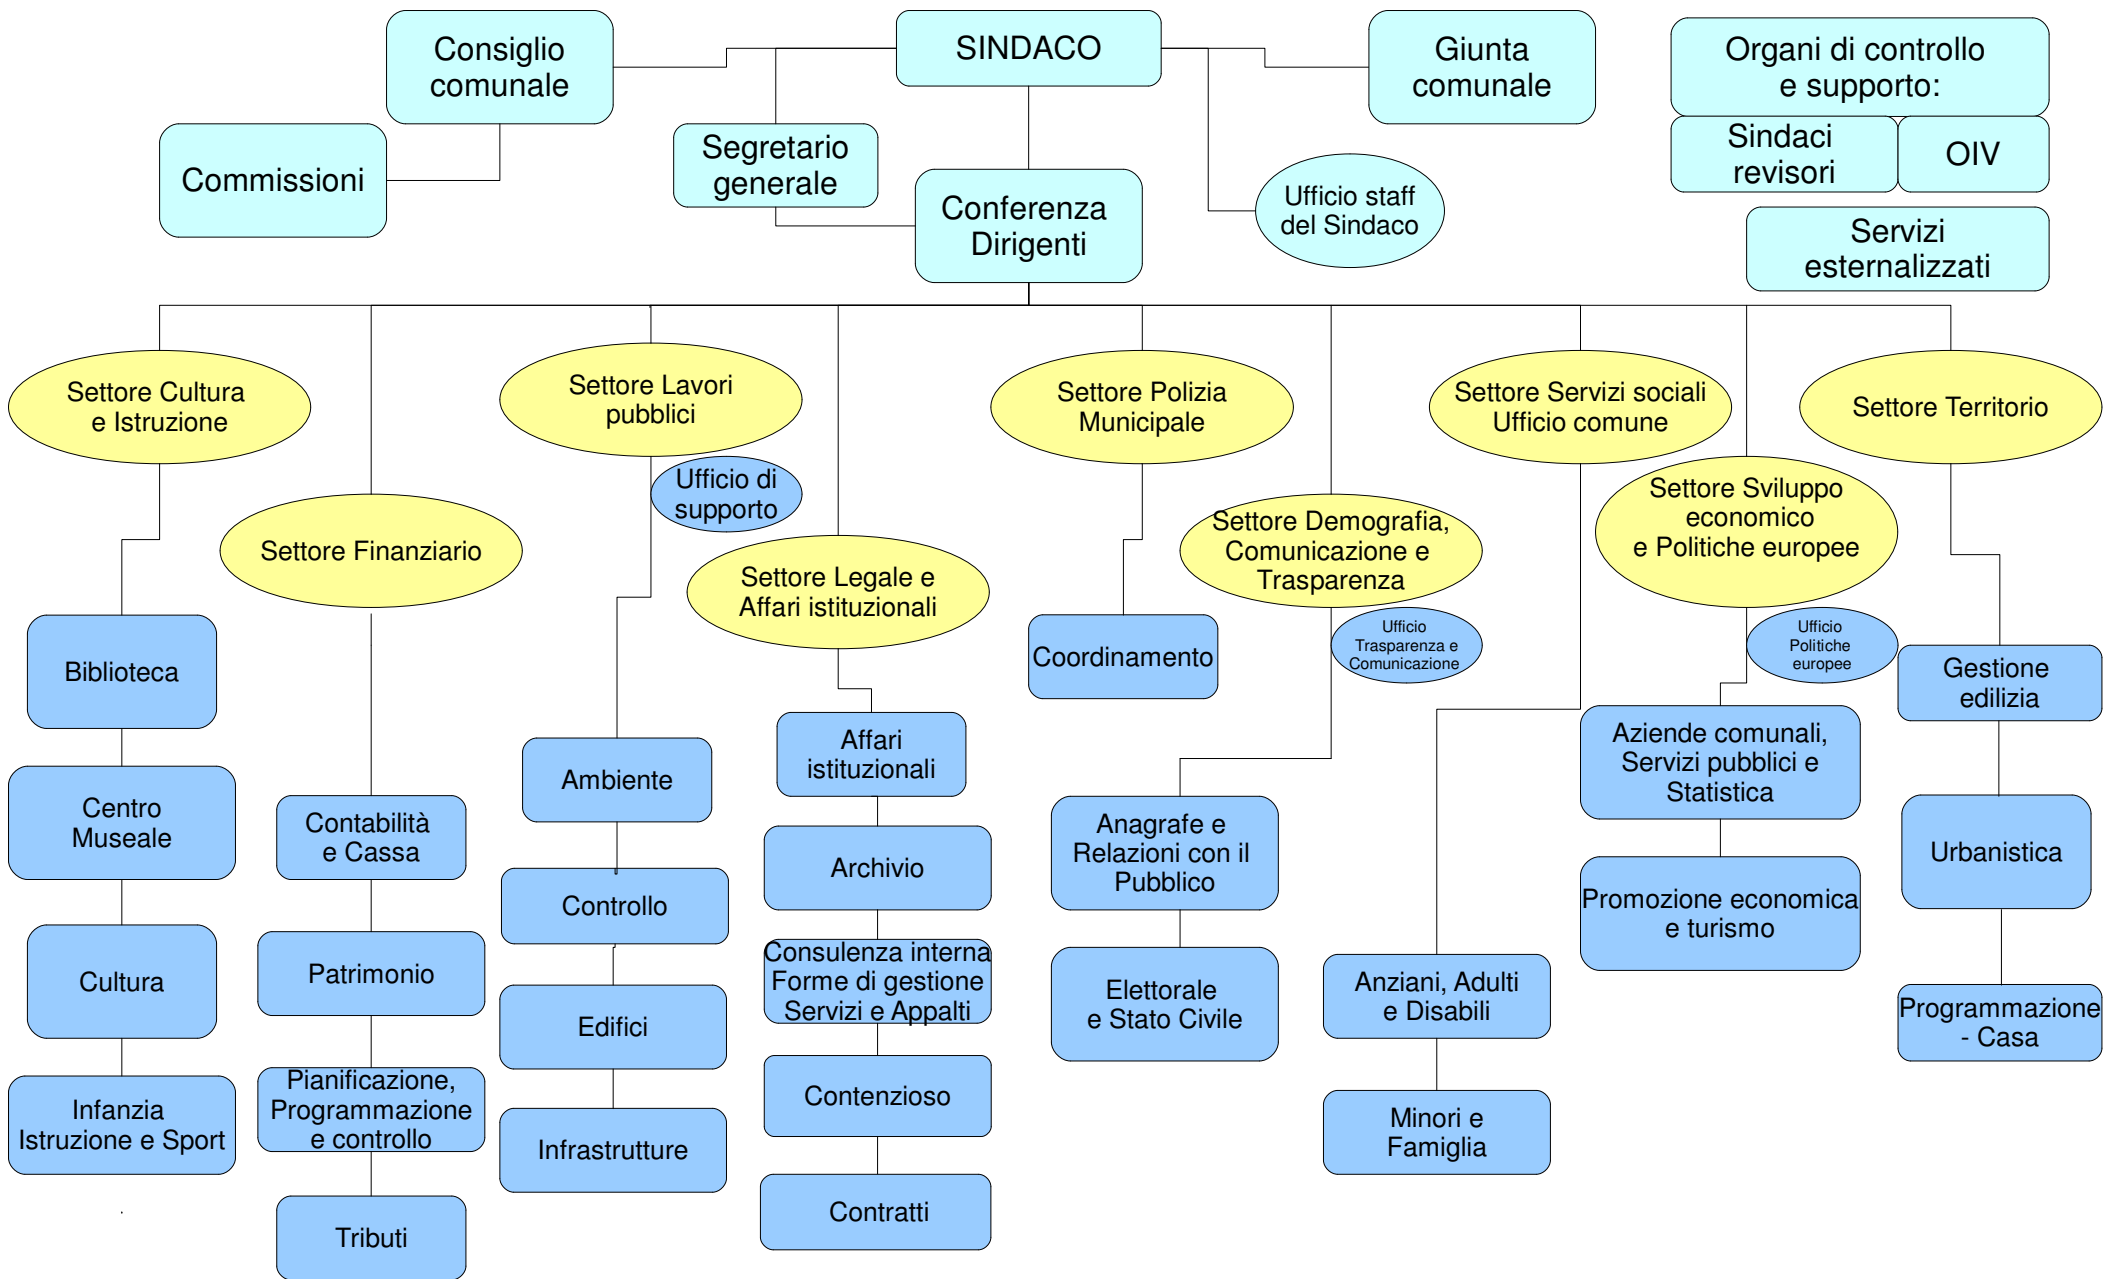 Consiglio
comunale
SINDACO
Giunta
comunale
Organi di controllo
e supporto:
Sindaci
revisori
OIV
Commissioni
Segretario
generale
Conferenza
Dirigenti
Ufficio staff
del Sindaco
Servizi
esternalizzati
Settore Cultura
e Istruzione
Settore Lavori
pubblici
Settore Polizia
Municipale
Settore Servizi sociali
Ufficio comune
Settore Territorio
Ufficio di
supporto
Settore Finanziario
Settore Legale e
Affari istituzionali
Settore Demografia,
Comunicazione e
Trasparenza
Settore Sviluppo
economico
e Politiche europee
Ufficio
Trasparenza e
Comunicazione
Ufficio
Politiche
europee
Biblioteca
Centro
Museale
Cultura
Infanzia
Istruzione e Sport
Contabilità
e Cassa
Patrimonio
Pianificazione,
Programmazione
e controllo
Tributi
Ambiente
Controllo
Edifici
Infrastrutture
Affari
istituzionali
Archivio
Consulenza interna
Forme di gestione
Servizi e Appalti
Contenzioso
Contratti
Coordinamento
Anagrafe e
Relazioni con il
Pubblico
Elettorale
e Stato Civile
Anziani, Adulti
e Disabili
Minori e
Famiglia
Aziende comunali,
Servizi pubblici e
Statistica
Promozione economica
e turismo
Gestione
edilizia
Urbanistica
Programmazione
- Casa